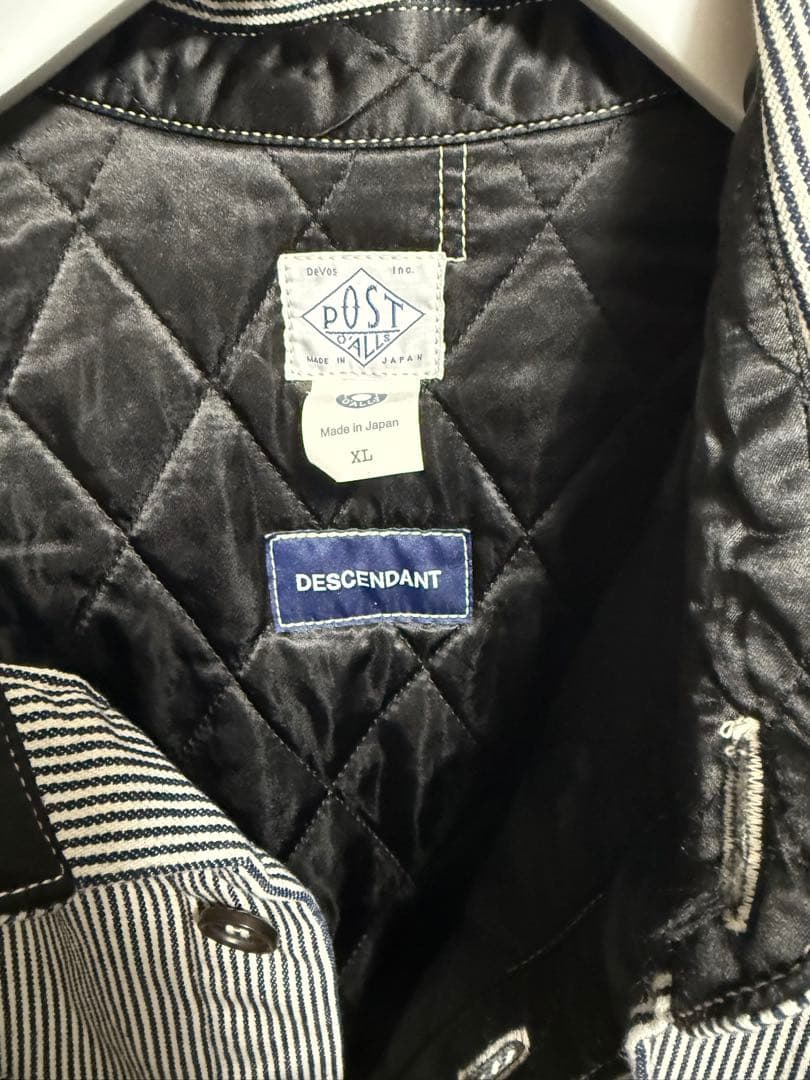 DeVos Inc.
POST
O'ALLS
MADE IN JAPAN
Made in Japan
XL
DESCENDANT